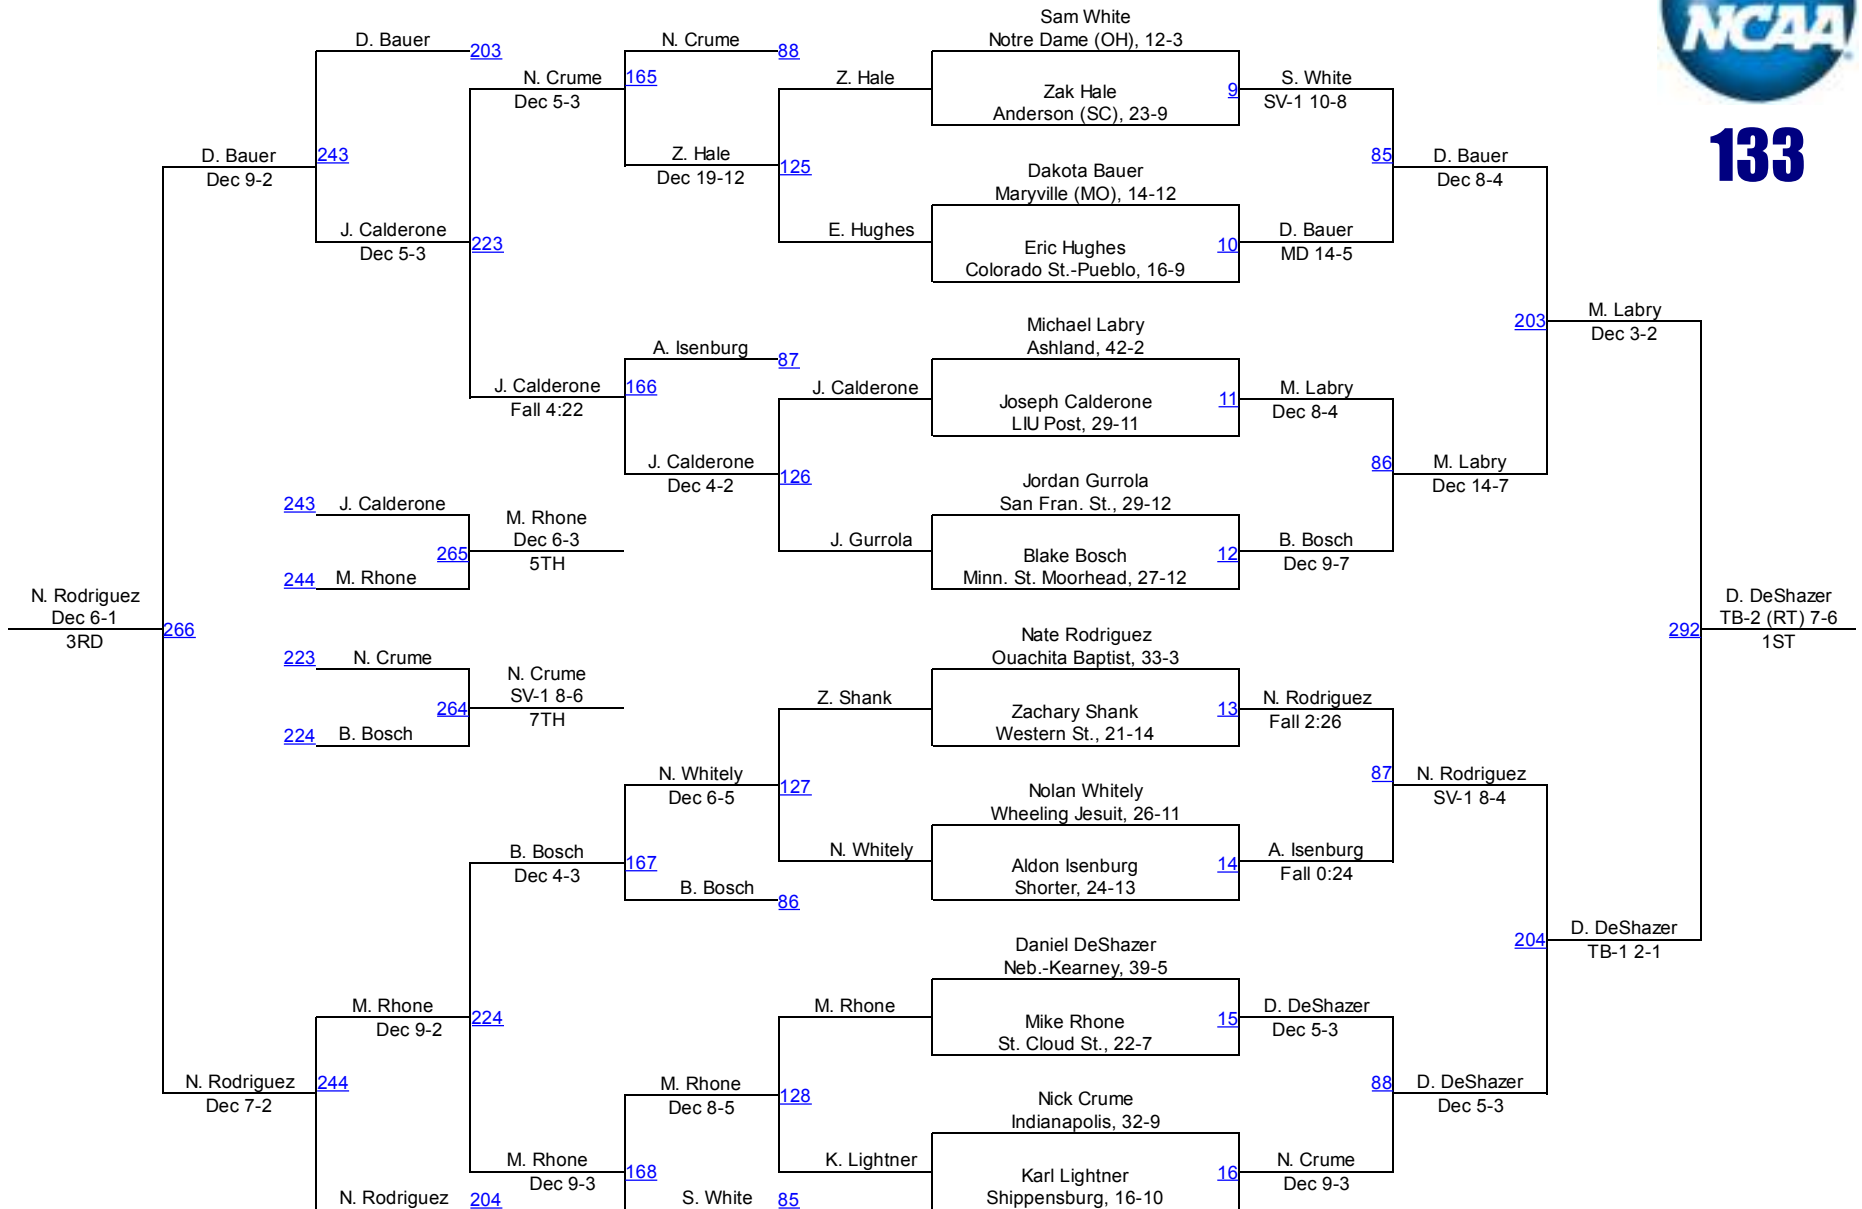 NCAA
133
D. Bauer
203
N. Crume
88
Sam White
Notre Dame (OH), 12-3
N. Crume
165
Dec 5-3
Z. Hale
Zak Hale
Anderson (SC), 23-9
9
S. White
SV-1 10-8
D. Bauer
243
Dec 9-2
Z. Hale
125
Dec 19-12
Dakota Bauer
Maryville (MO), 14-12
85
D. Bauer
Dec 8-4
J. Calderone
223
Dec 5-3
E. Hughes
Eric Hughes
Colorado St.-Pueblo, 16-9
10
D. Bauer
MD 14-5
Michael Labry
Ashland, 42-2
203
M. Labry
Dec 3-2
A. Isenburg
87
J. Calderone
166
Fall 4:22
J. Calderone
Joseph Calderone
LIU Post, 29-11
11
M. Labry
Dec 8-4
J. Calderone
126
Dec 4-2
Jordan Gurrola
San Fran. St., 29-12
86
M. Labry
Dec 14-7
243
J. Calderone
M. Rhone
Dec 6-3
265
5TH
244
M. Rhone
J. Gurrola
Blake Bosch
Minn. St. Moorhead, 27-12
12
B. Bosch
Dec 9-7
N. Rodriguez
Dec 6-1
266
3RD
D. DeShazer
TB-2 (RT) 7-6
292
1ST
Nate Rodriguez
Ouachita Baptist, 33-3
223
N. Crume
N. Crume
SV-1 8-6
264
7TH
224
B. Bosch
Z. Shank
Zachary Shank
Western St., 21-14
13
N. Rodriguez
Fall 2:26
N. Whitely
127
Dec 6-5
Nolan Whitely
Wheeling Jesuit, 26-11
87
N. Rodriguez
SV-1 8-4
B. Bosch
167
Dec 4-3
N. Whitely
Aldon Isenburg
Shorter, 24-13
14
A. Isenburg
Fall 0:24
B. Bosch
86
Daniel DeShazer
Neb.-Kearney, 39-5
204
D. DeShazer
TB-1 2-1
M. Rhone
224
Dec 9-2
M. Rhone
Mike Rhone
St. Cloud St., 22-7
15
D. DeShazer
Dec 5-3
N. Rodriguez
244
Dec 7-2
M. Rhone
128
Dec 8-5
Nick Crume
Indianapolis, 32-9
88
D. DeShazer
Dec 5-3
M. Rhone
168
Dec 9-3
K. Lightner
Karl Lightner
Shippensburg, 16-10
16
N. Crume
Dec 9-3
N. Rodriguez
204
S. White
85